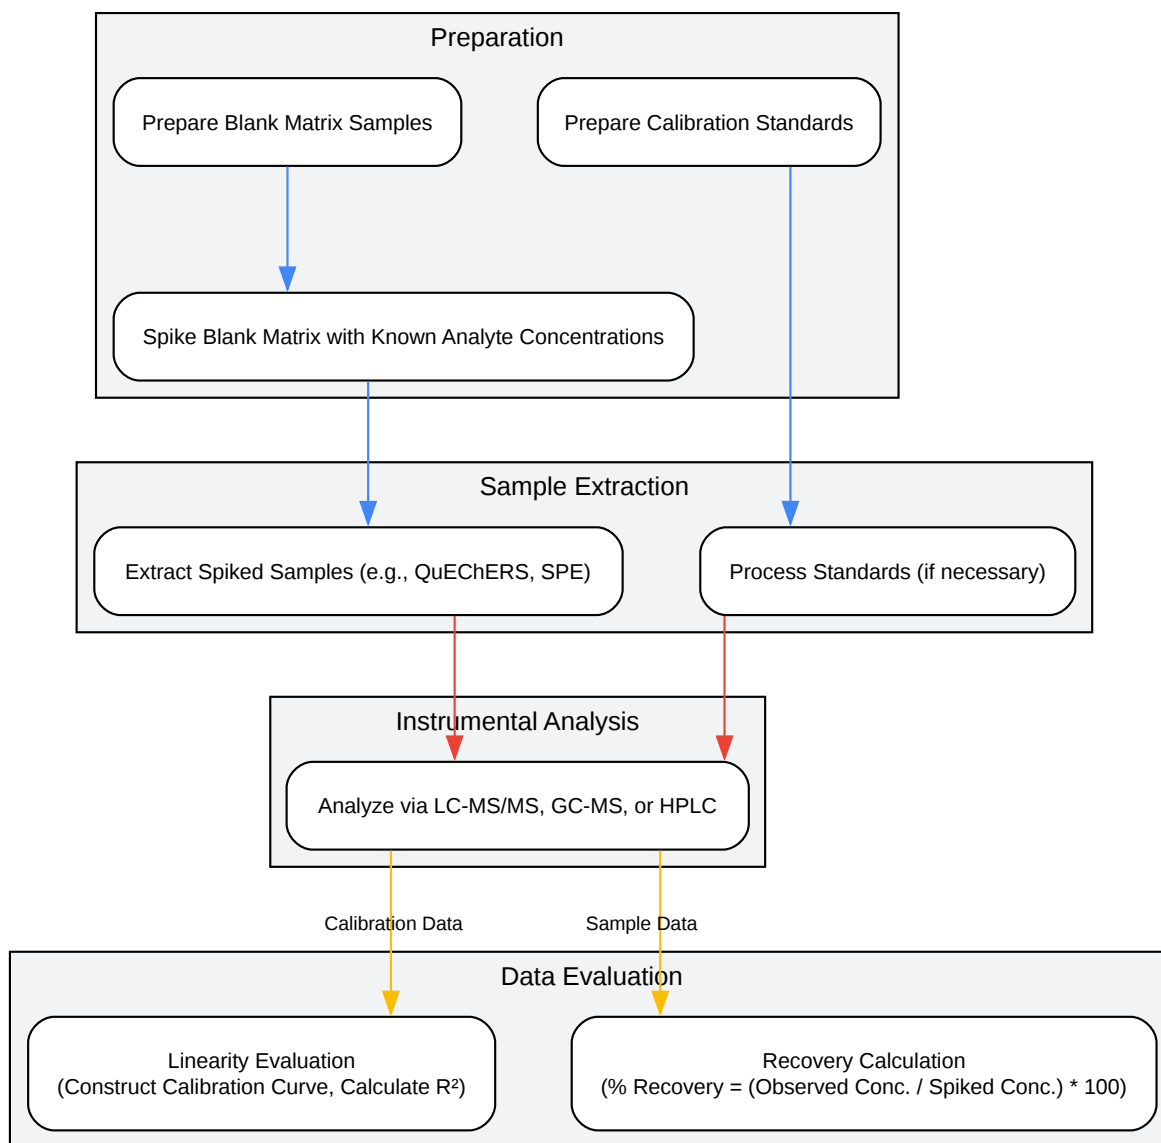 Preparation
Prepare Blank Matrix Samples
Prepare Calibration Standards
Spike Blank Matrix with Known Analyte Concentrations
Sample Extraction
Extract Spiked Samples (e.g., QuEChERS, SPE)
Process Standards (if necessary)
Instrumental Analysis
Analyze via LC-MS/MS, GC-MS, or HPLC
Calibration Data
Sample Data
Data Evaluation
Linearity Evaluation
(Construct Calibration Curve, Calculate R²)
Recovery Calculation
(% Recovery = (Observed Conc. / Spiked Conc.) * 100)